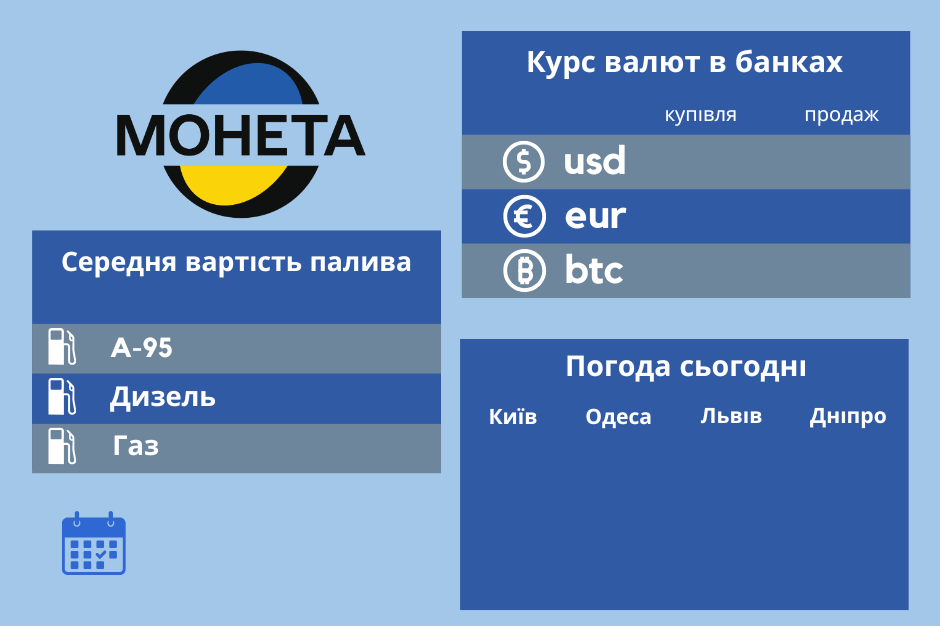 МОНЕТА
Середня вартість палива
А-95
Дизель
Газ
Курс валют в банках
купівля продаж
usd
eur
btc
Погода сьогодні
Київ Одеса Львів Дніпро